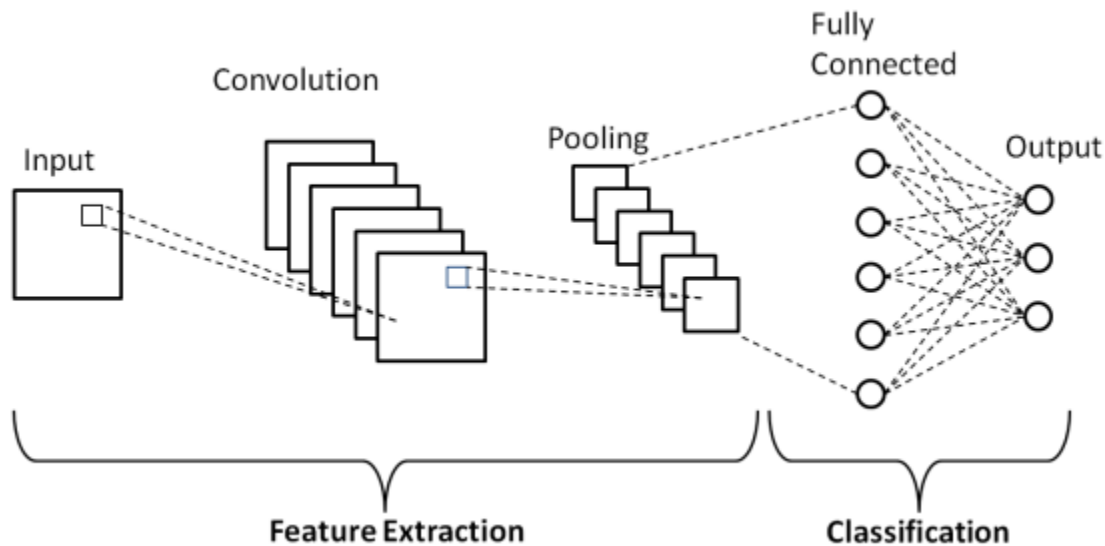 Input
Convolution
Pooling
Fully
Connected
Output
Feature Extraction
Classification